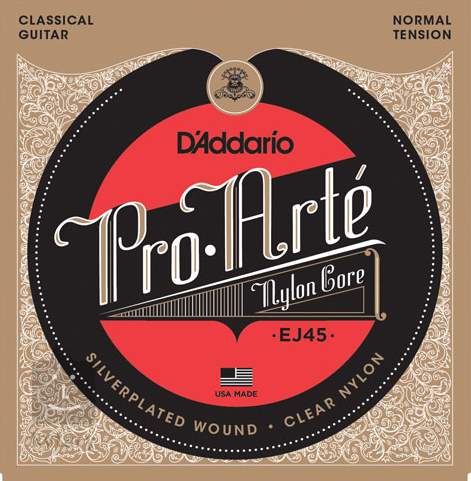 CLASSICAL
GUITAR
NORMAL
TENSION
D'Addario
Pro·Arté
Nylon Core
·EJ45·
USA MADE
SILVERPLATED WOUND • CLEAR NYLON